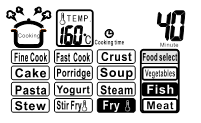 TEMP
160°C
Cooking
Cooking time
40
Minute
Fine Cook Fast Cook Crust Food select
Cake Porridge Soup Vegetables
Pasta Yogurt Steam Fish
Stew Stir Fry Fry Meat